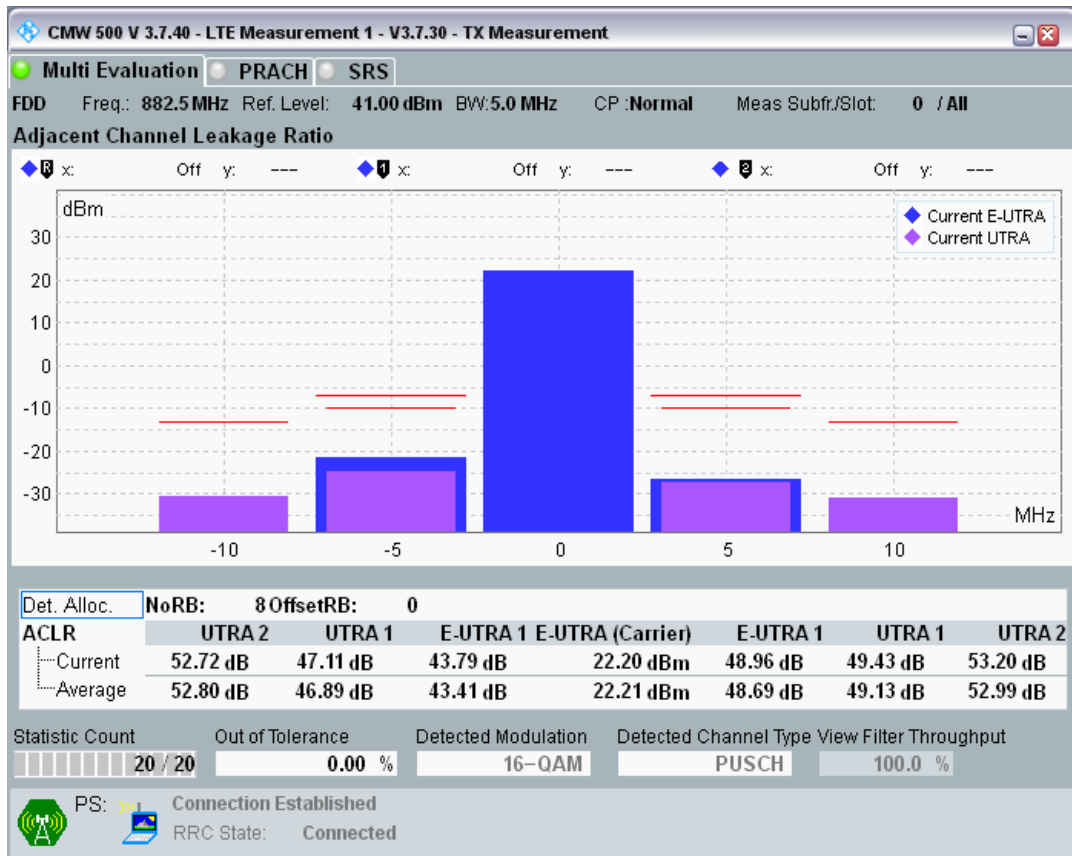 CMW 500 V 3.7.40 - LTE Measurement 1 - V3.7.30 - TX Measurement
Multi Evaluation PRACH SRS
FDD Freq.: 882.5 MHz Ref. Level: 41.00 dBm BW:5.0 MHz CP :Normal Meas Subfr./Slot: 0 / All
Adjacent Channel Leakage Ratio
R x: Off y: --- 1 x: Off y: --- 2 x: Off y: ---
dBm
Current E-UTRA
Current UTRA
30
20
10
0
-10
-20
-30
MHz
-10 -5 0 5 10
Det. Alloc. NoRB: 8 OffsetRB: 0
ACLR UTRA 2 UTRA 1 E-UTRA 1 E-UTRA (Carrier) E-UTRA 1 UTRA 1 UTRA 2
Current 52.72 dB 47.11 dB 43.79 dB 22.20 dBm 48.96 dB 49.43 dB 53.20 dB
Average 52.80 dB 46.89 dB 43.41 dB 22.21 dBm 48.69 dB 49.13 dB 52.99 dB
Statistic Count Out of Tolerance Detected Modulation Detected Channel Type View Filter Throughput
20 / 20 0.00 % 16-QAM PUSCH 100.0 %
PS: Connection Established
RRC State: Connected